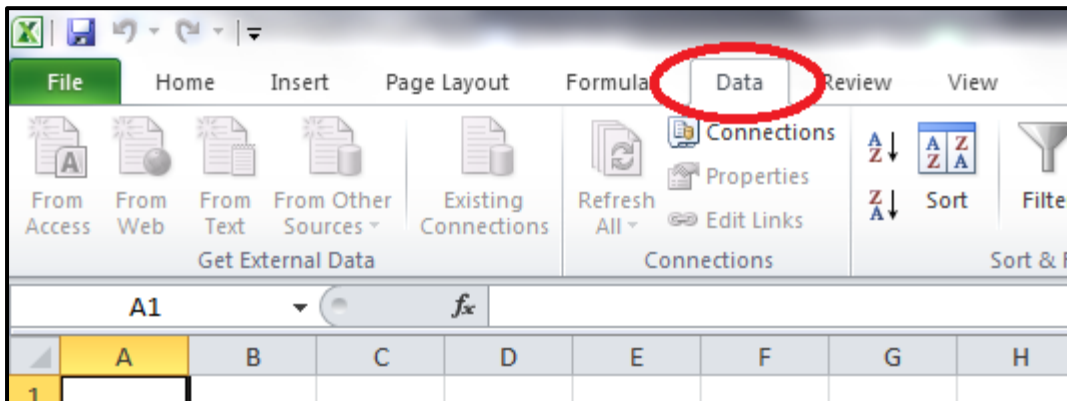 File Home Insert Page Layout Formula Data Review View
From Access
From Web
From Text
From Other Sources
Existing Connections
Get External Data
Refresh All
Connections
Properties
Edit Links
Connections
A Z
Z A
A Z Z A
Sort
Filte
Sort & F
A1 fx
A B C D E F G H
1